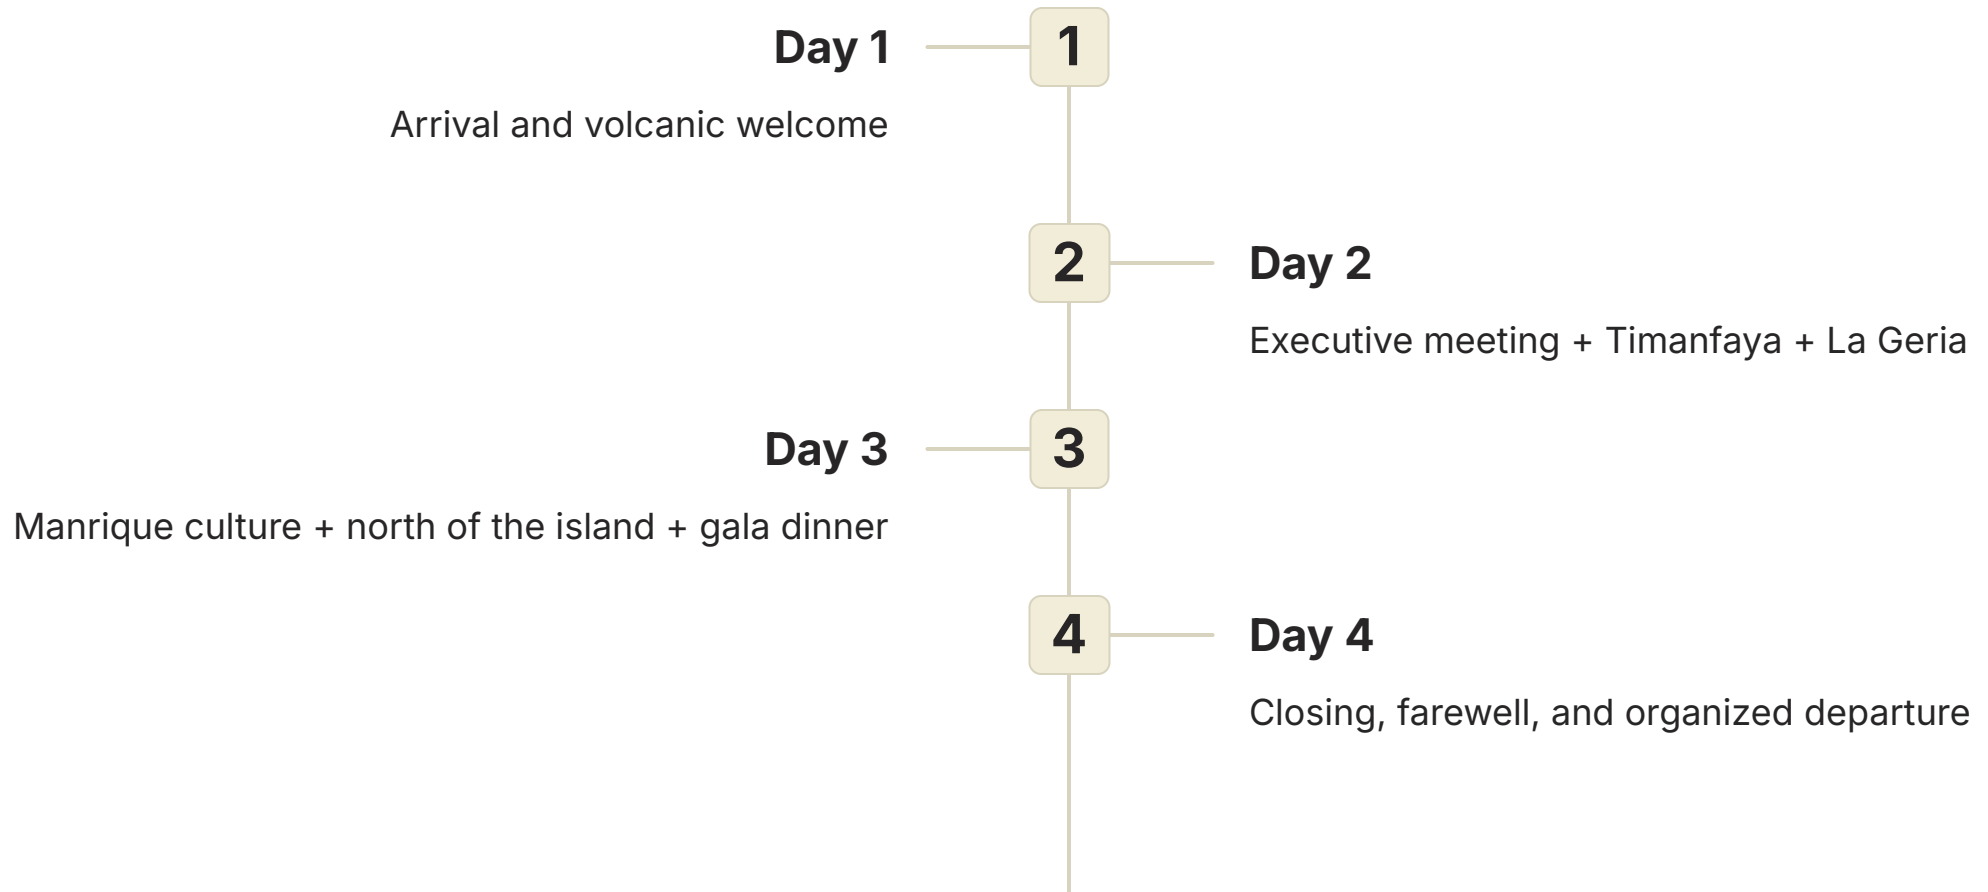 Day 1
1
Arrival and volcanic welcome
2
Day 2
Executive meeting + Timanfaya + La Geria
Day 3
3
Manrique culture + north of the island + gala dinner
4
Day 4
Closing, farewell, and organized departure